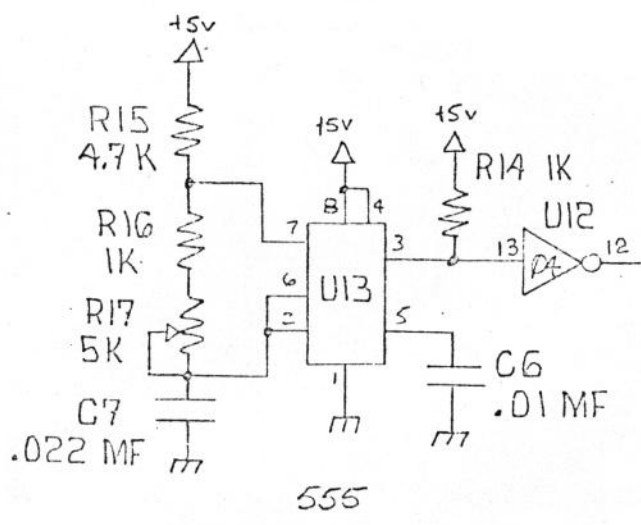 +5v
R15
4.7K
R16
1K
R17
5K
C7
.022 MF
+5v
8
4
7
6
2
U13
3
5
1
+5v
R14 1K
U12
13
04
12
C6
.01 MF
555